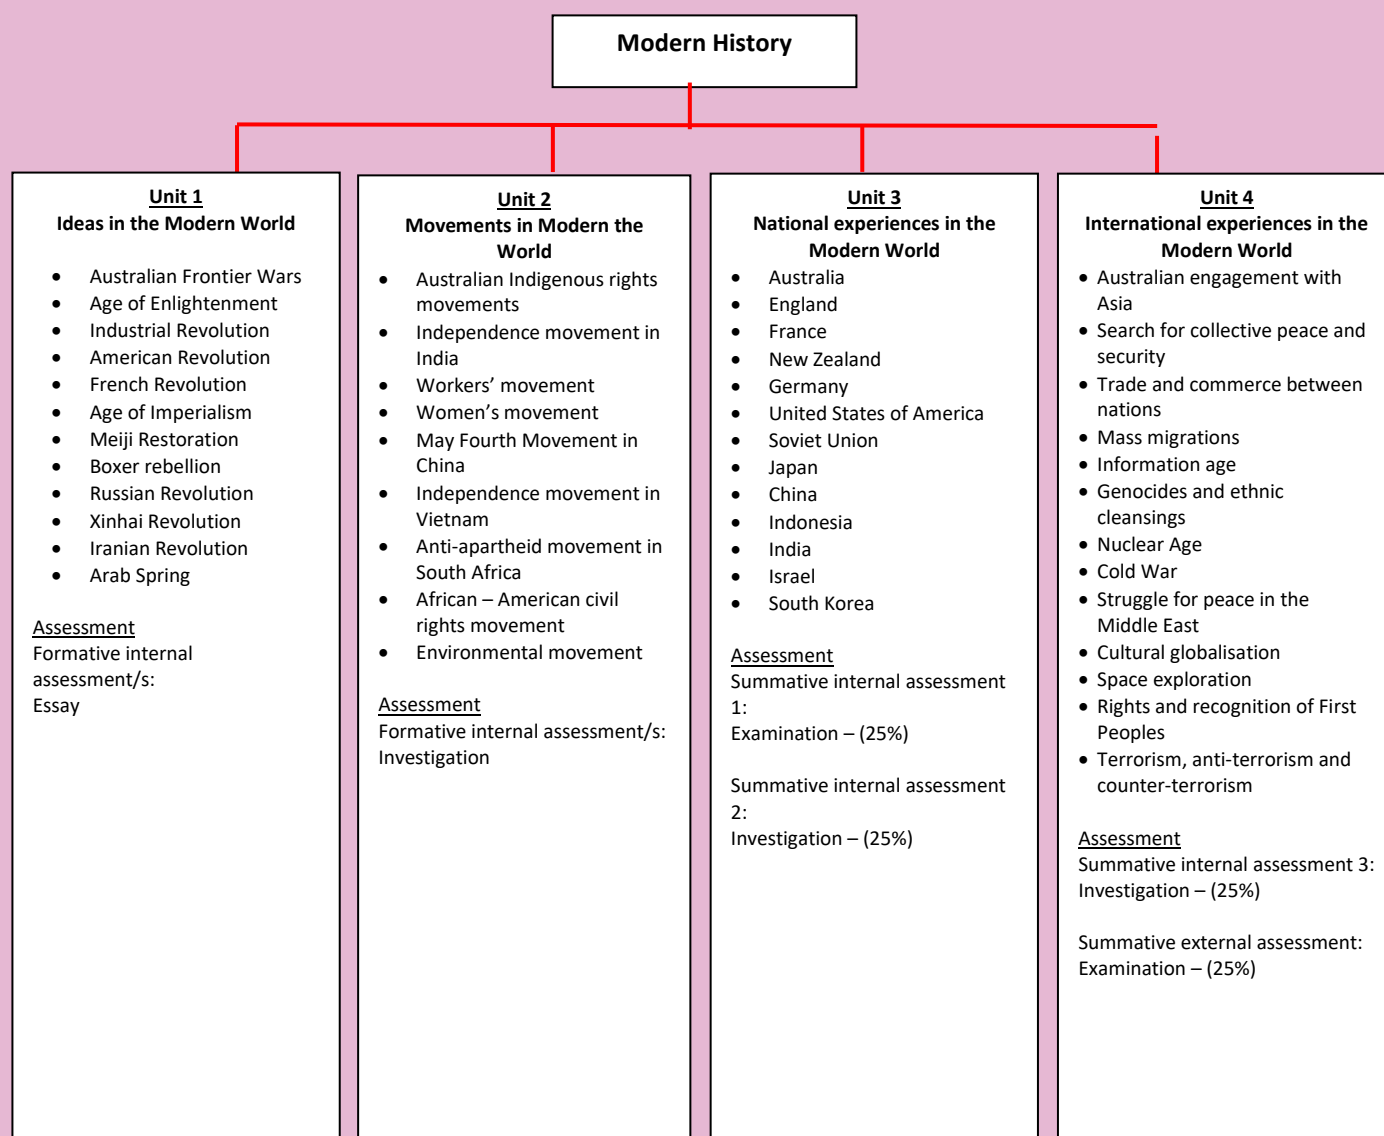 Modern History
Unit 1
Ideas in the Modern World
• Australian Frontier Wars
• Age of Enlightenment
• Industrial Revolution
• American Revolution
• French Revolution
• Age of Imperialism
• Meiji Restoration
• Boxer rebellion
• Russian Revolution
• Xinhai Revolution
• Iranian Revolution
• Arab Spring
Assessment
Formative internal
assessment/s:
Essay
Unit 2
Movements in Modern the
World
• Australian Indigenous rights
movements
• Independence movement in
India
• Workers’ movement
• Women’s movement
• May Fourth Movement in
China
• Independence movement in
Vietnam
• Anti-apartheid movement in
South Africa
• African – American civil
rights movement
• Environmental movement
Assessment
Formative internal assessment/s:
Investigation
Unit 3
National experiences in the
Modern World
• Australia
• England
• France
• New Zealand
• Germany
• United States of America
• Soviet Union
• Japan
• China
• Indonesia
• India
• Israel
• South Korea
Assessment
Summative internal assessment
1:
Examination – (25%)
Summative internal assessment
2:
Investigation – (25%)
Unit 4
International experiences in the
Modern World
• Australian engagement with
Asia
• Search for collective peace and
security
• Trade and commerce between
nations
• Mass migrations
• Information age
• Genocides and ethnic
cleansings
• Nuclear Age
• Cold War
• Struggle for peace in the
Middle East
• Cultural globalisation
• Space exploration
• Rights and recognition of First
Peoples
• Terrorism, anti-terrorism and
counter-terrorism
Assessment
Summative internal assessment 3:
Investigation – (25%)
Summative external assessment:
Examination – (25%)